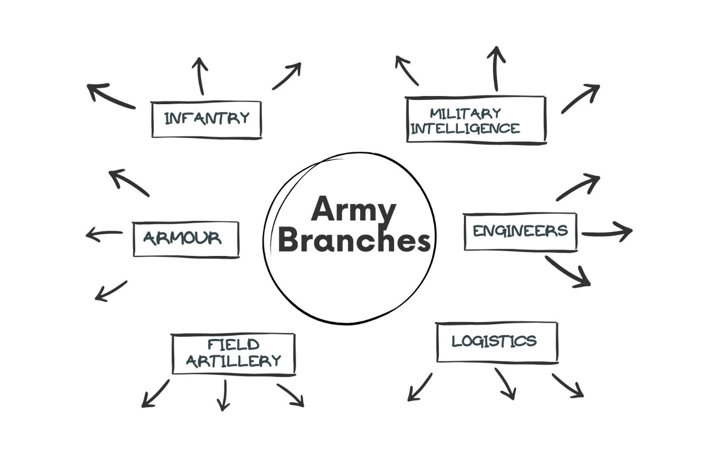 INFANTRY
MILITARY
INTELLIGENCE
Army
Branches
ARMOUR
ENGINEERS
FIELD
ARTILLERY
LOGISTICS